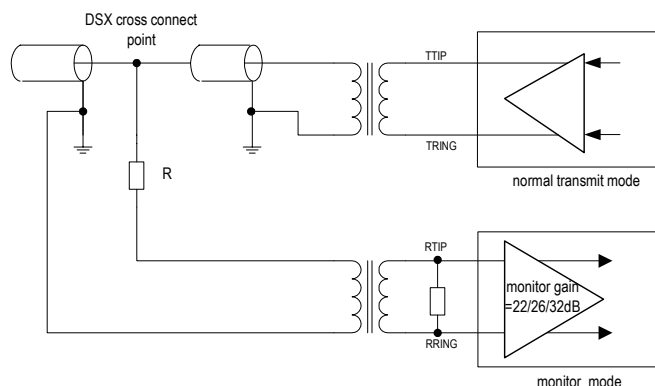 DSX cross connect
point
TTIP
TRING
normal transmit mode
R
RTIP
monitor gain
=22/26/32dB
RRING
monitor mode